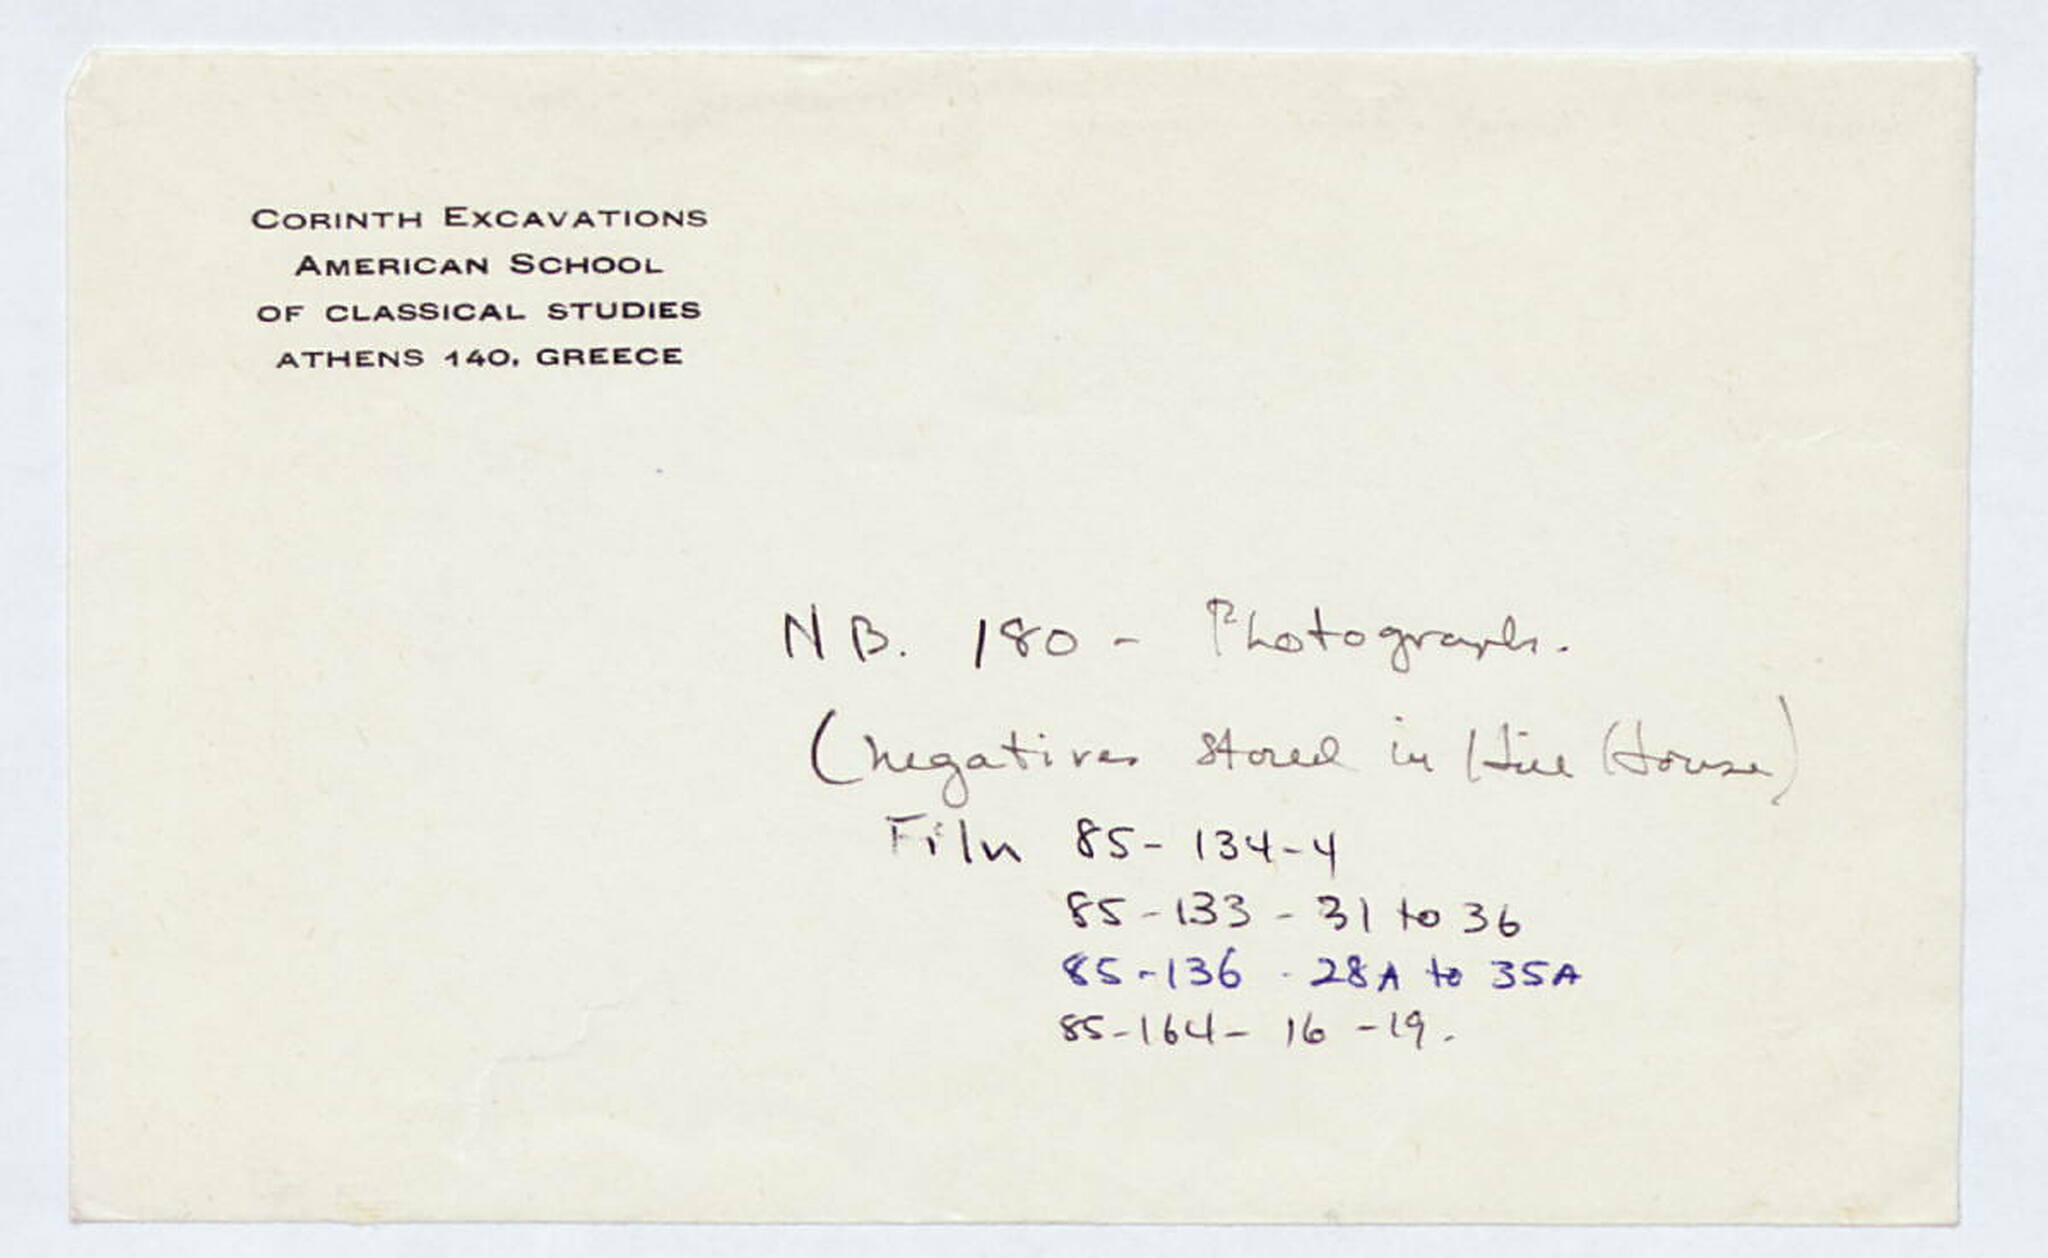 CORINTH EXCAVATIONS
AMERICAN SCHOOL
OF CLASSICAL STUDIES
ATHENS 140, GREECE
NB. 180 - Photographs.
(negatives stored in Hill House)
Film 85-134-4
85-133-31 to 36
85-136-28A to 35A
85-164-16-19.